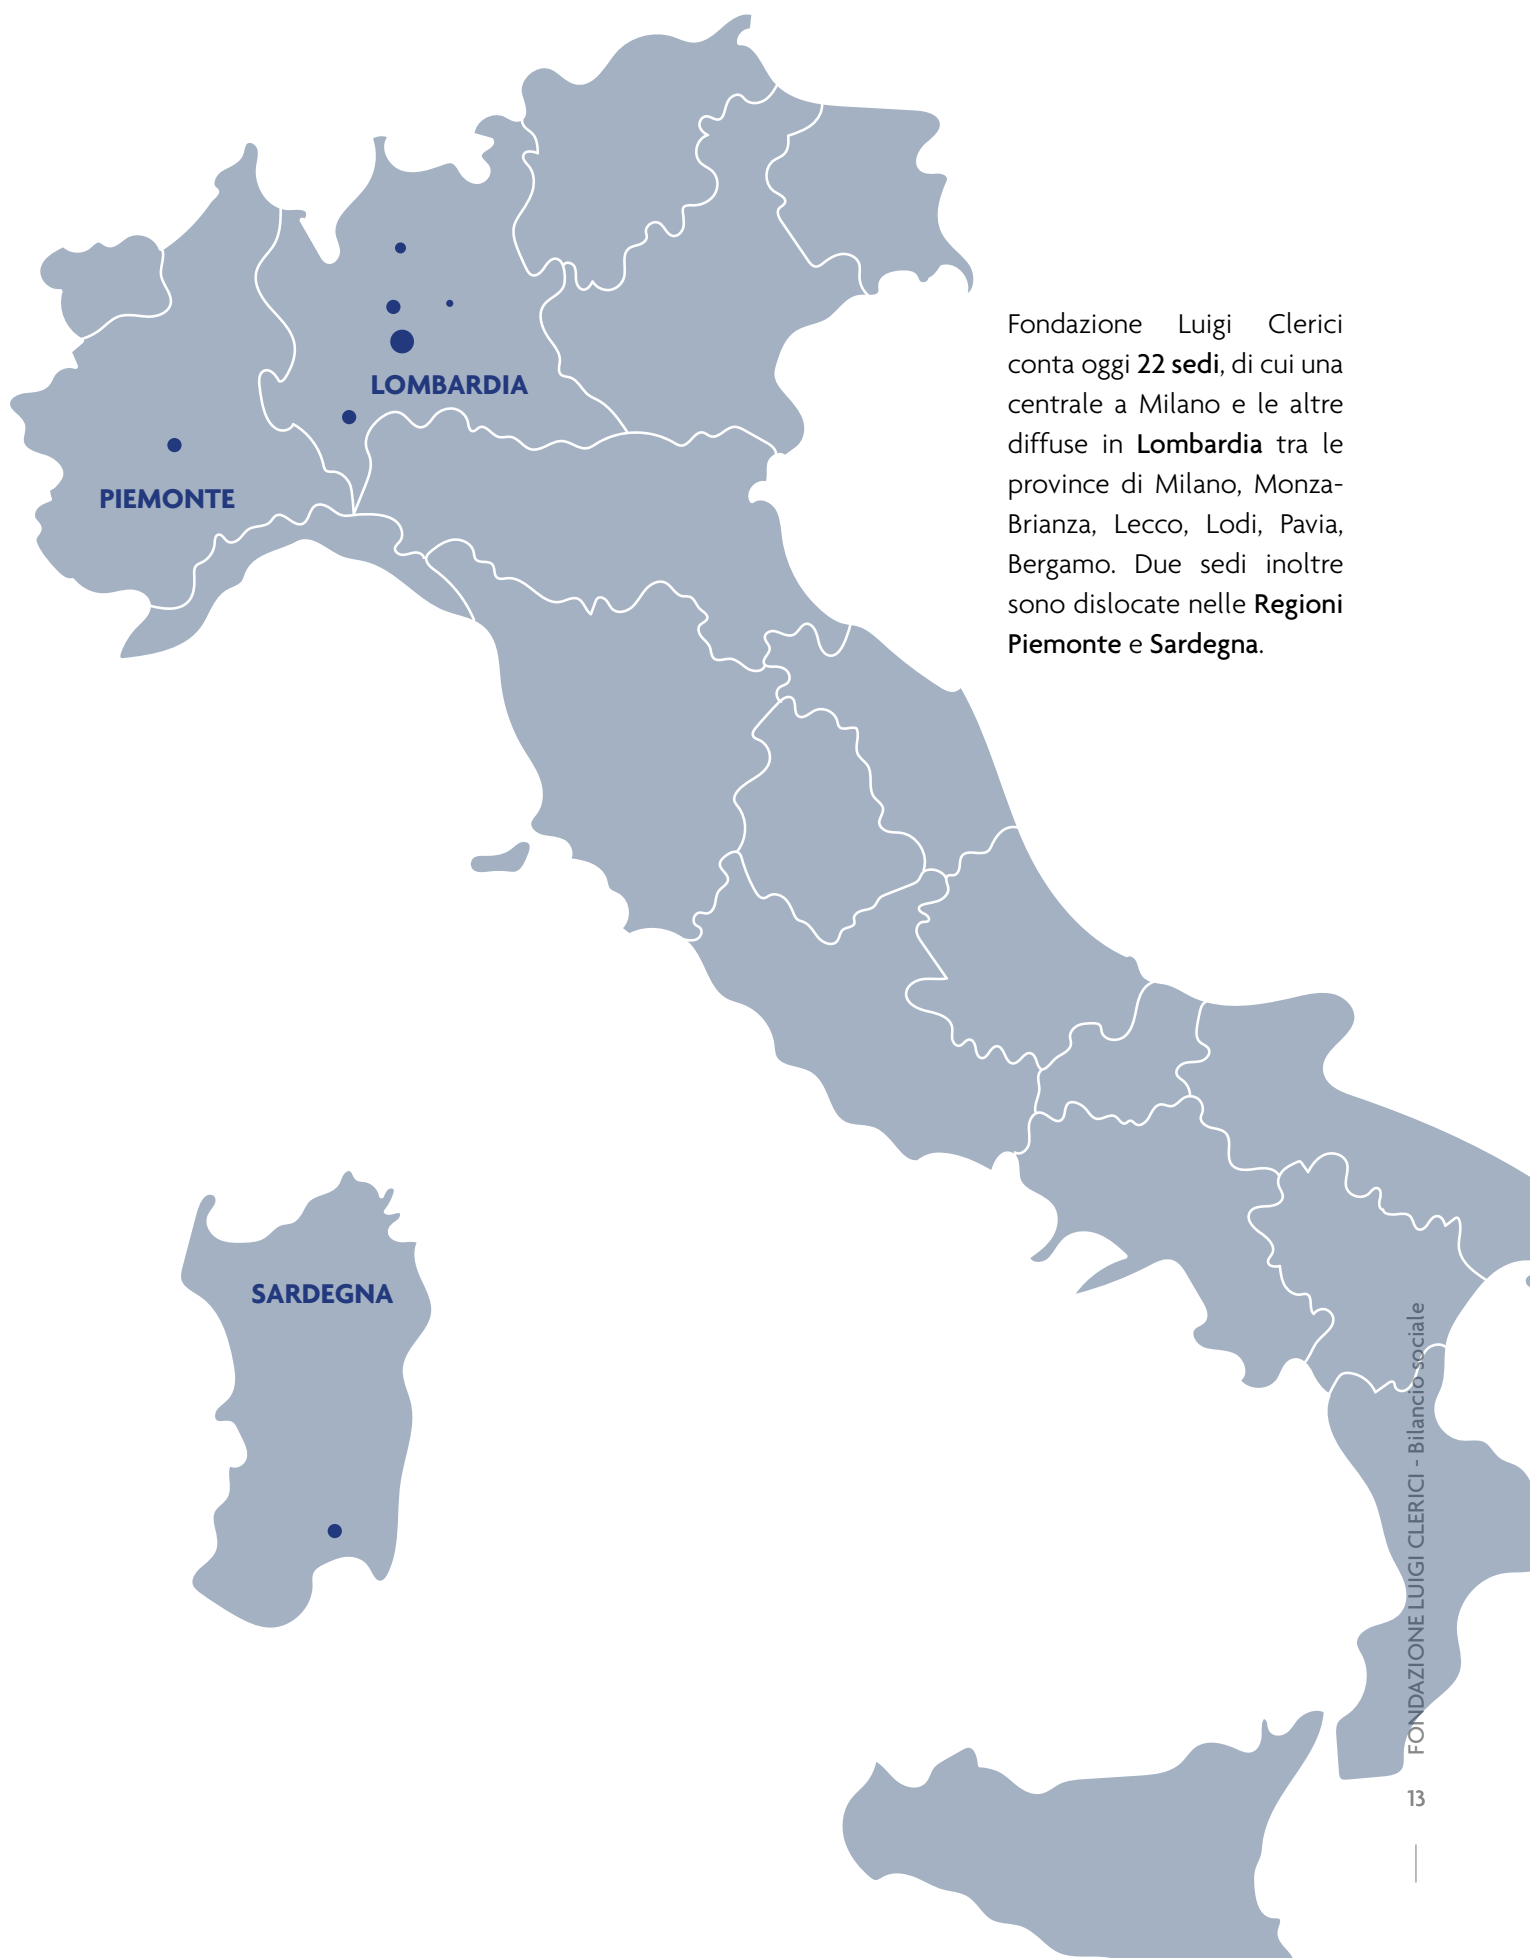 Fondazione Luigi Clerici
conta oggi 22 sedi, di cui una
centrale a Milano e le altre
diffuse in Lombardia tra le
province di Milano, Monza-
Brianza, Lecco, Lodi, Pavia,
Bergamo. Due sedi inoltre
sono dislocate nelle Regioni
Piemonte e Sardegna.
LOMBARDIA
PIEMONTE
SARDEGNA
FONDAZIONE LUIGI CLERICI - Bilancio sociale
13